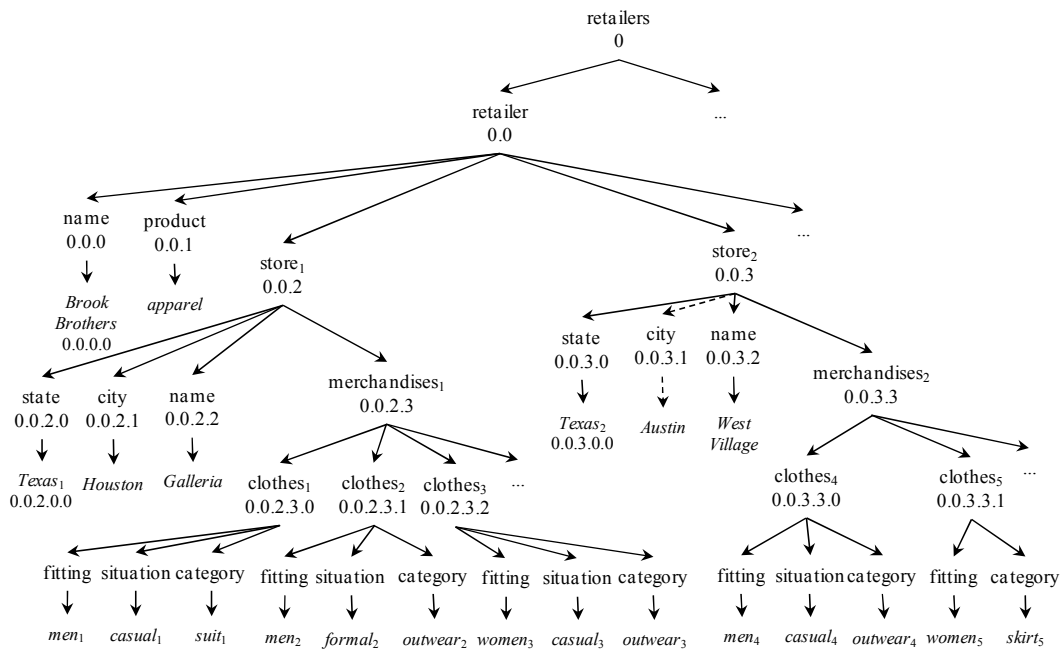 retailers
0
retailer
0.0
...
name
0.0.0
product
0.0.1
...
store₁
0.0.2
store₂
0.0.3
Brook
Brothers
0.0.0.0
apparel
state
0.0.3.0
city
0.0.3.1
name
0.0.3.2
merchandises₁
0.0.2.3
merchandises₂
0.0.3.3
state
0.0.2.0
city
0.0.2.1
name
0.0.2.2
Texas₂
0.0.3.0.0
Austin
West
Village
Texas₁
0.0.2.0.0
Houston
Galleria
clothes₁
0.0.2.3.0
clothes₂
0.0.2.3.1
clothes₃
0.0.2.3.2
...
clothes₄
0.0.3.3.0
clothes₅
0.0.3.3.1
...
fitting situation category fitting situation category fitting situation category fitting situation category fitting category
men₁ casual₁ suit₁ men₂ formal₂ outwear₂ women₃ casual₃ outwear₃ men₄ casual₄ outwear₄ women₅ skirt₅